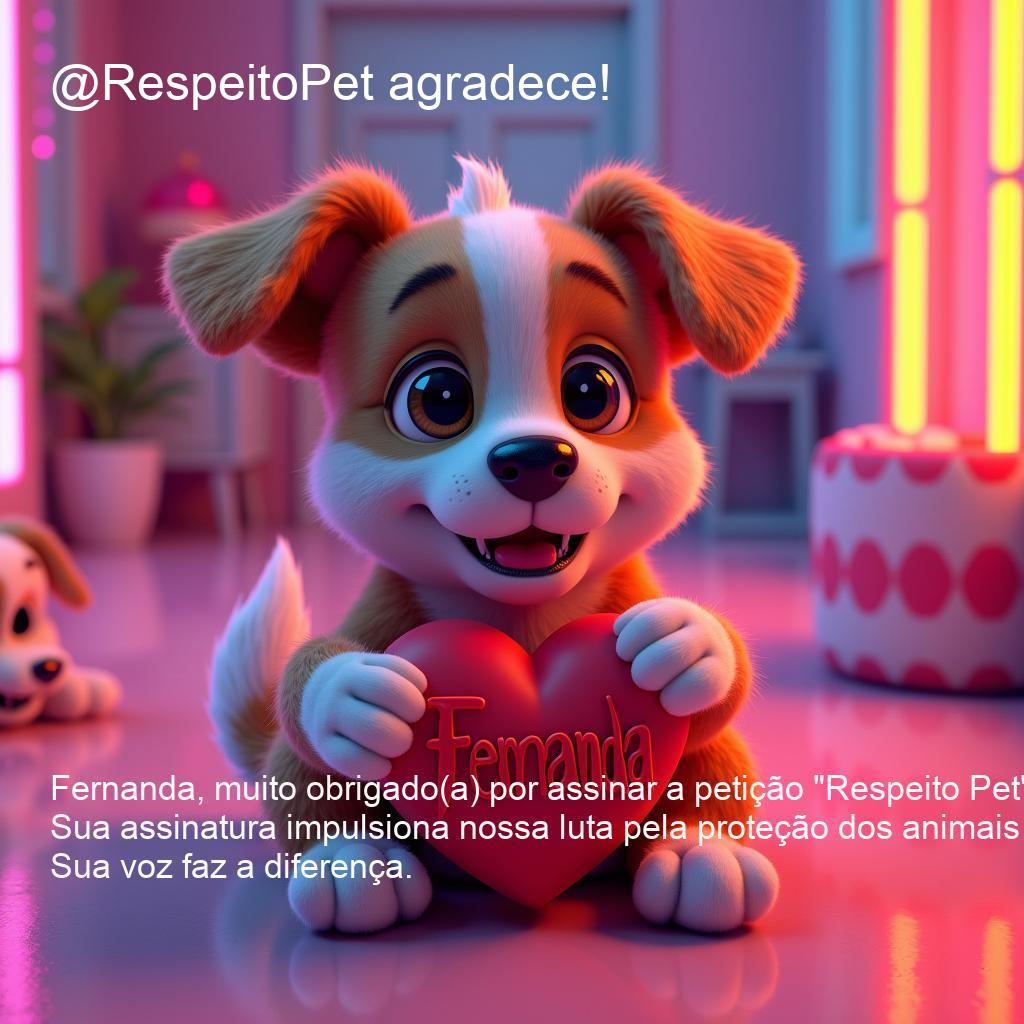 @RespeitoPet agradece!
Fernanda
Fernanda, muito obrigado(a) por assinar a petição "Respeito Pet"
Sua assinatura impulsiona nossa luta pela proteção dos animais
Sua voz faz a diferença.